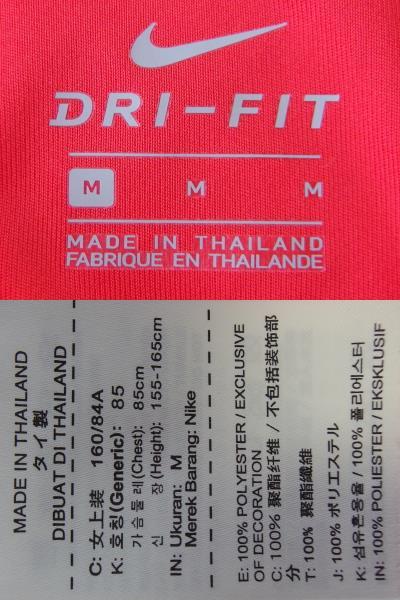 DRI-FIT
M M M
MADE IN THAILAND
FABRIQUE EN THAILANDE
MADE IN THAILAND
タイ製
DIBUAT DI THAILAND
C: 女上装 160/84A
K: 호칭(Generic): 85
가슴둘레(Chest): 85cm
신 장(Height): 155-165cm
IN: Ukuran: M
Merek Barang: Nike
E: 100% POLYESTER / EXCLUSIVE
OF DECORATION
C: 100% 聚酯纤维 / 不包括装饰部
分
T: 100% 聚酯纖維
J: 100% ポリエステル
K: 섬유혼용율 / 100% 폴리에스터
IN: 100% POLIESTER / EKSKLUSIF